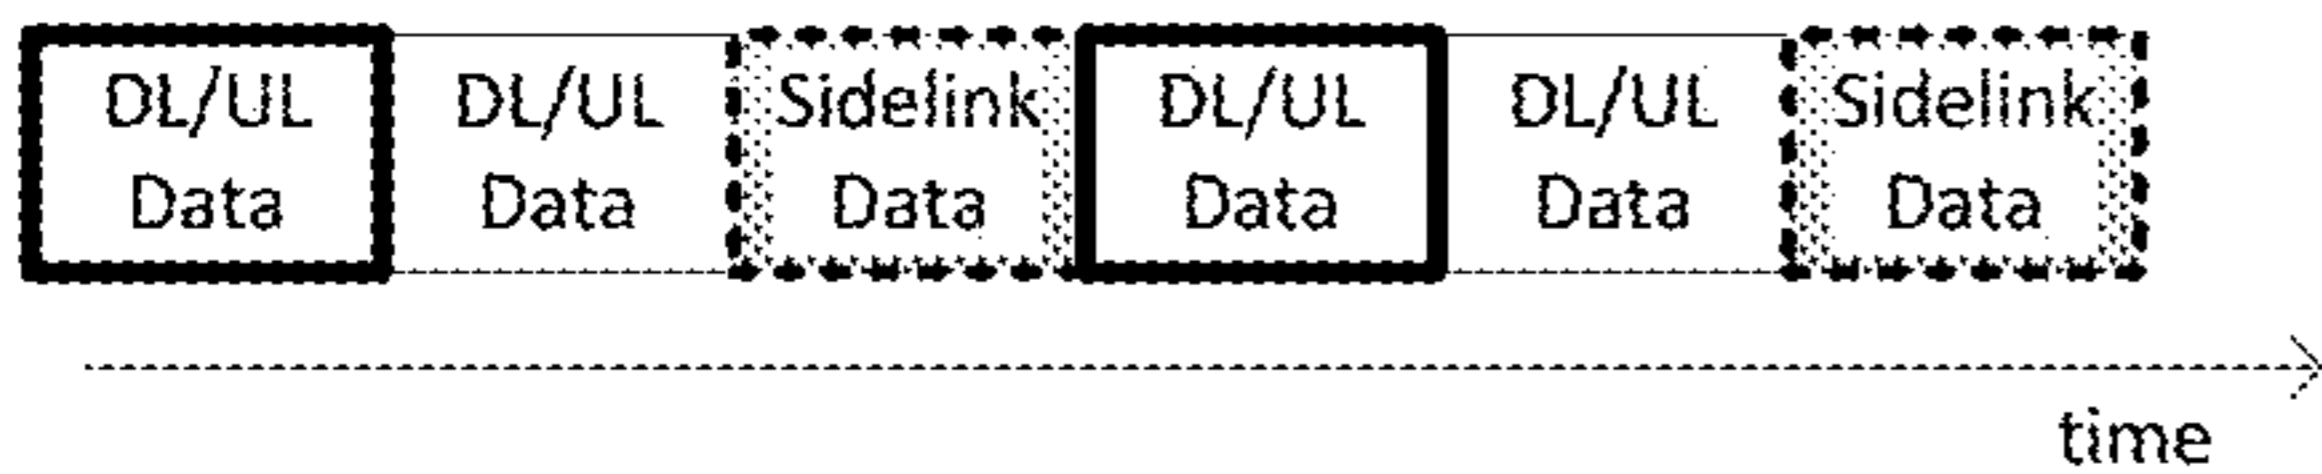 DL/UL DL/UL Sidelink DL/UL DL/UL Sidelink
Data Data Data Data Data Data
time